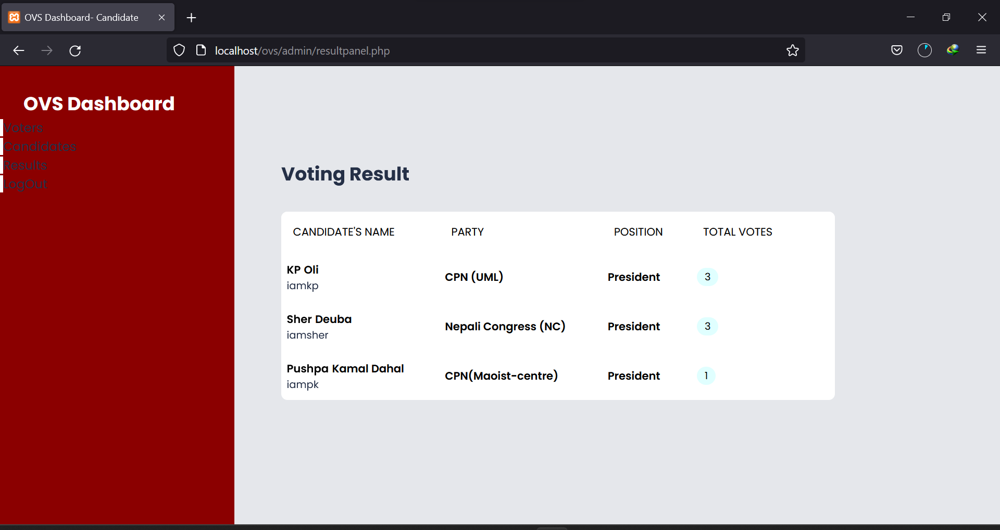 OVS Dashboard- Candidate
localhost/ovs/admin/resultpanel.php
OVS Dashboard
Voters
Candidates
Results
LogOut
Voting Result
CANDIDATE'S NAME PARTY POSITION TOTAL VOTES
KP Oli
iamkp
CPN (UML) President 3
Sher Deuba
iamsher
Nepali Congress (NC) President 3
Pushpa Kamal Dahal
iampk
CPN(Maoist-centre) President 1